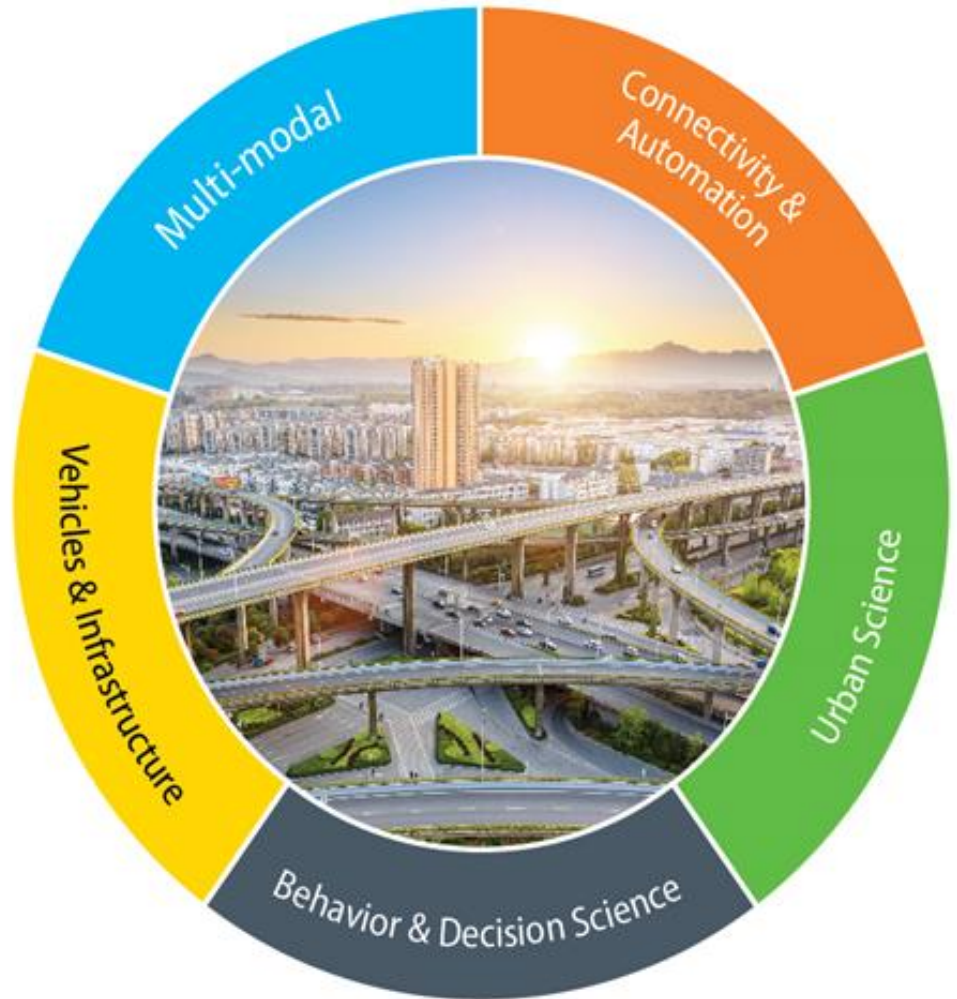 Multi-modal
Connectivity &
Automation
Urban Science
Behavior & Decision Science
Vehicles & Infrastructure